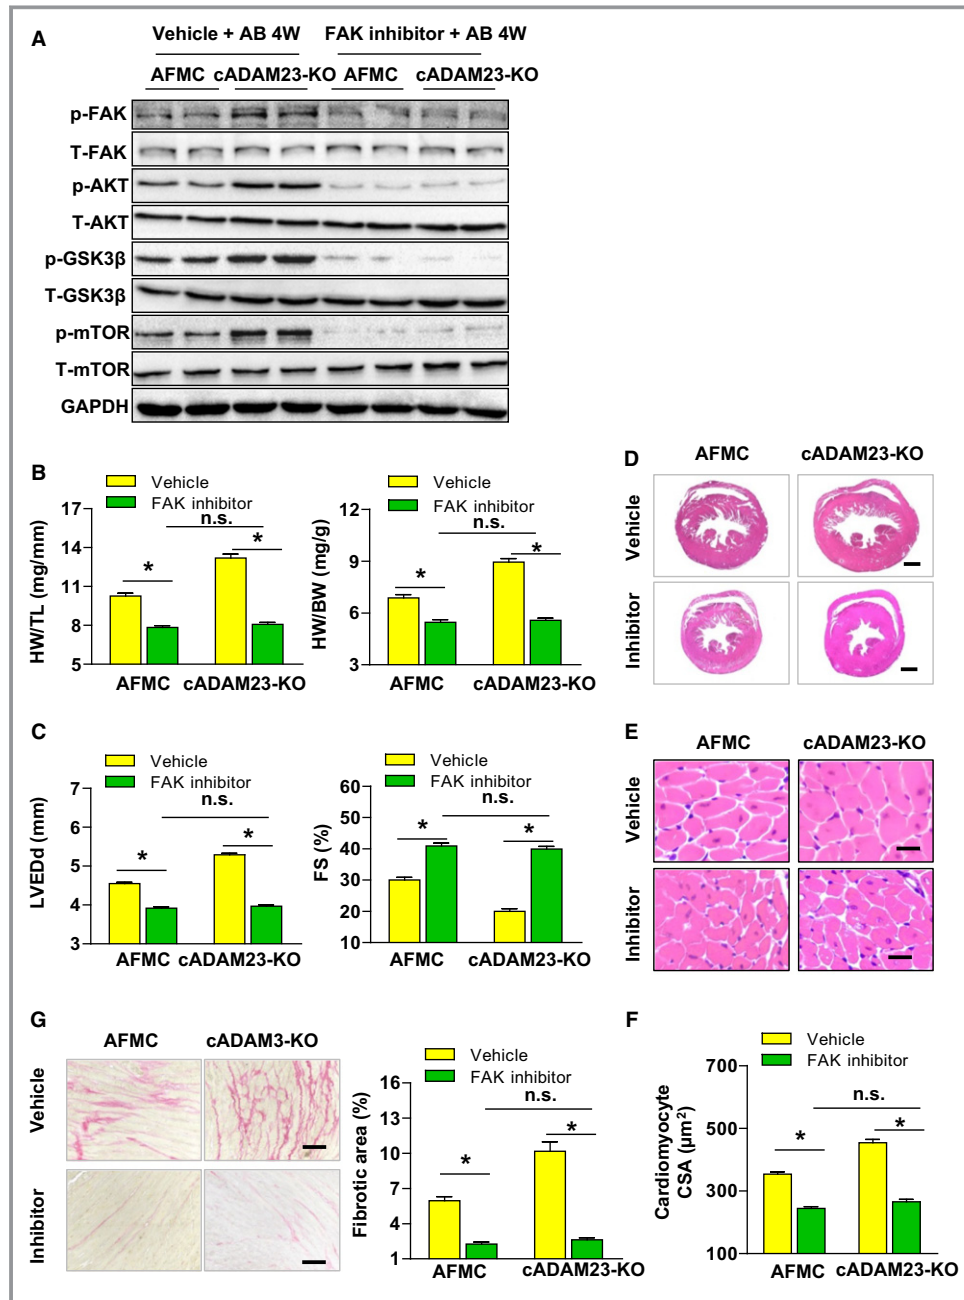 A
Vehicle + AB 4W FAK inhibitor + AB 4W
AFMC cADAM23-KO AFMC cADAM23-KO
p-FAK
T-FAK
p-AKT
T-AKT
p-GSK3β
T-GSK3β
p-mTOR
T-mTOR
GAPDH
B
Vehicle
FAK inhibitor
n.s.
*
*
HW/TL (mg/mm)
17
14
11
8
5
AFMC cADAM23-KO
Vehicle
FAK inhibitor
n.s.
*
*
HW/BW (mg/g)
12
9
6
3
AFMC cADAM23-KO
D
AFMC cADAM23-KO
Vehicle
Inhibitor
C
Vehicle
FAK inhibitor
n.s.
*
*
LVEDd (mm)
7
6
5
4
3
AFMC cADAM23-KO
Vehicle
FAK inhibitor
n.s.
*
*
FS (%)
60
50
40
30
20
10
AFMC cADAM23-KO
E
AFMC cADAM23-KO
Vehicle
Inhibitor
G
AFMC cADAM3-KO
Vehicle
Inhibitor
Vehicle
FAK inhibitor
n.s.
*
*
Fibrotic area (%)
16
13
10
7
4
1
AFMC cADAM23-KO
F
Vehicle
FAK inhibitor
n.s.
*
*
Cardiomyocyte
CSA (μm²)
700
500
300
100
AFMC cADAM23-KO